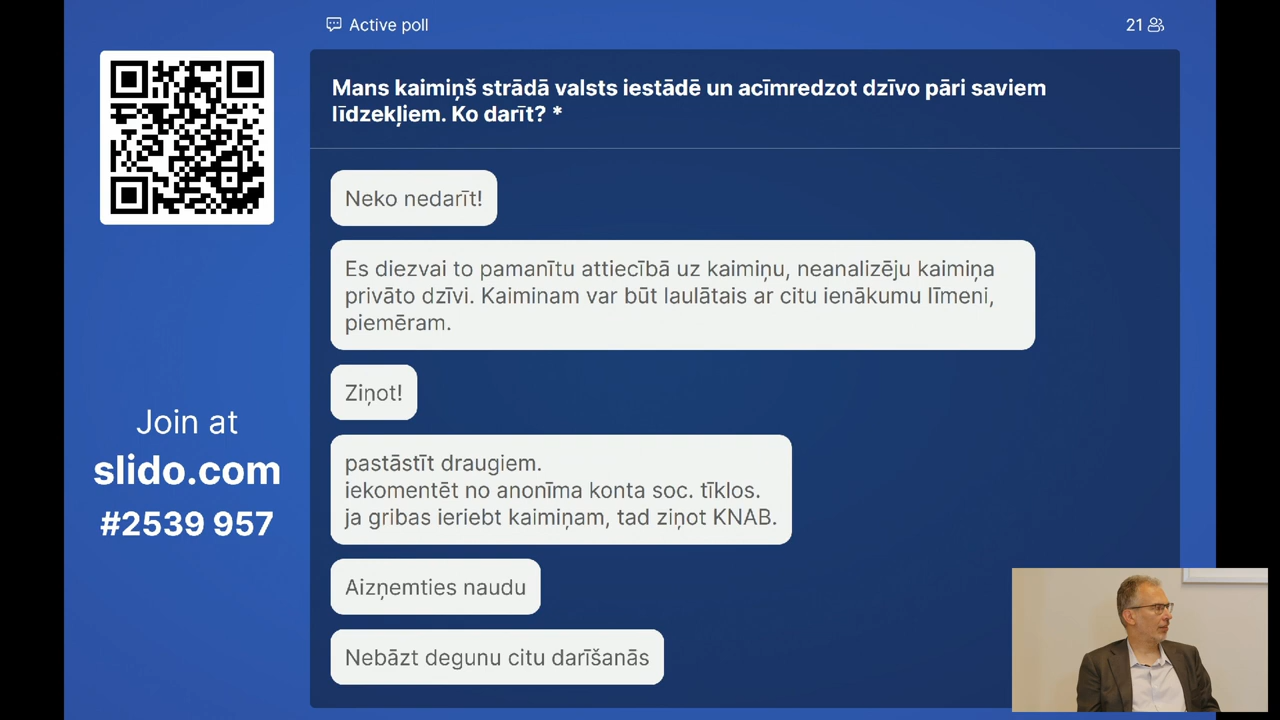 Active poll
21
Mans kaimiņš strādā valsts iestādē un acīmredzot dzīvo pāri saviem
līdzekļiem. Ko darīt? *
Neko nedarīt!
Es diezvai to pamanītu attiecībā uz kaimiņu, neanalizēju kaimiņa
privāto dzīvi. Kaiminam var būt laulātais ar citu ienākumu līmeni,
piemēram.
Ziņot!
pastāstīt draugiem.
iekomentēt no anonīma konta soc. tīklos.
ja gribas ieriebt kaimiņam, tad ziņot KNAB.
Aizņemties naudu
Nebāzt degunu citu darīšanās
Join at
slido.com
#2539 957